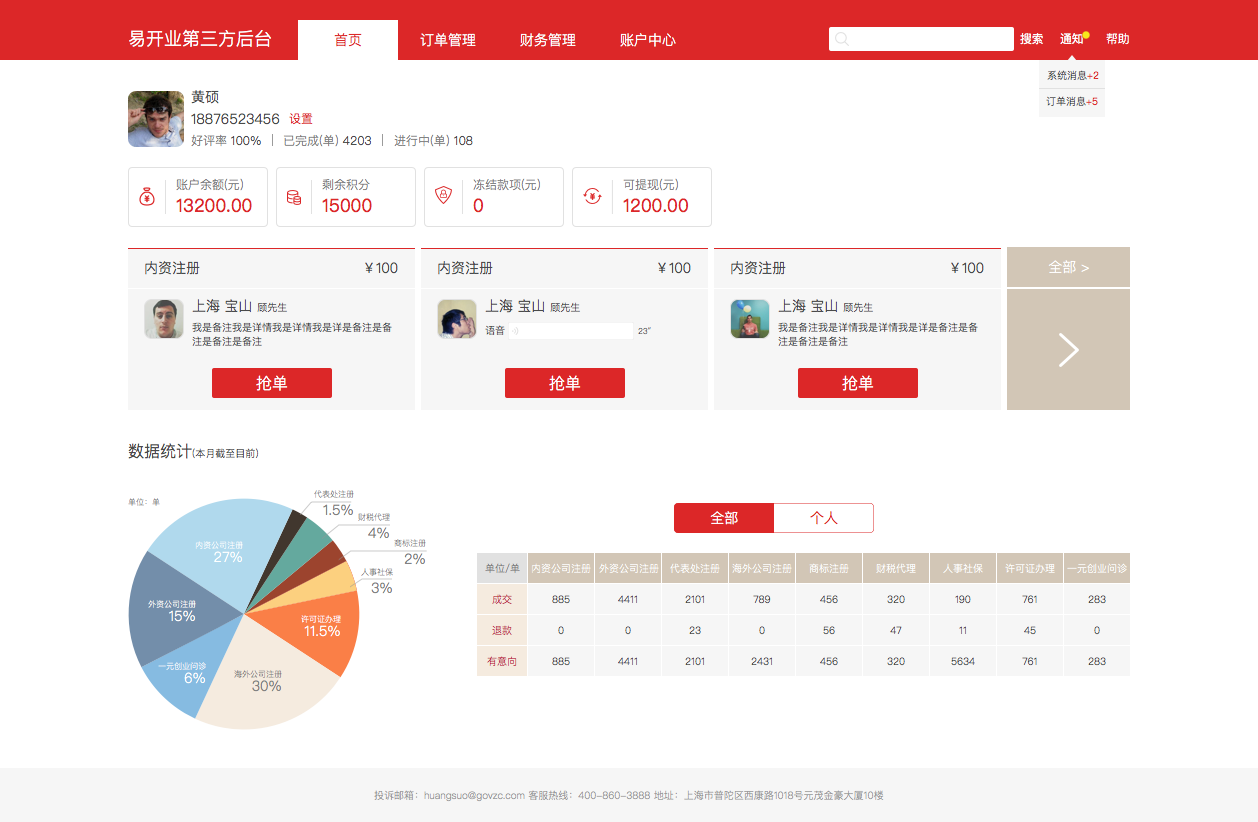 易开业第三方后台 首页 订单管理 财务管理 账户中心 搜索 通知 帮助
系统消息+2
订单消息+5
黄硕
18876523456 设置
好评率 100% | 已完成(单) 4203 | 进行中(单) 108
账户余额(元) 剩余积分 冻结款项(元) 可提现(元)
13200.00 15000 0 1200.00
内资注册 ¥100 内资注册 ¥100 内资注册 ¥100 全部 >
上海 宝山 顾先生 上海 宝山 顾先生 上海 宝山 顾先生
我是备注我是详情我是详情我是详是备注是备 语音 23″ 我是备注我是详情我是详情我是详是备注是备
注是备注是备注 注是备注是备注
抢单 抢单 抢单
数据统计(本月截至目前)
单位：单
代表处注册
1.5%
财税代理
4%
商标注册
2%
人事社保
3%
内资公司注册
27%
外资公司注册
15%
许可证办理
11.5%
一元创业问诊
6%
海外公司注册
30%
全部 个人
单位/单 内资公司注册 外资公司注册 代表处注册 海外公司注册 商标注册 财税代理 人事社保 许可证办理 一元创业问诊
成交 885 4411 2101 789 456 320 190 761 283
退款 0 0 23 0 56 47 11 45 0
有意向 885 4411 2101 2431 456 320 5634 761 283
投诉邮箱：huangsuo@govzc.com 客服热线：400-860-3888 地址：上海市普陀区西康路1018号元茂金豪大厦10楼